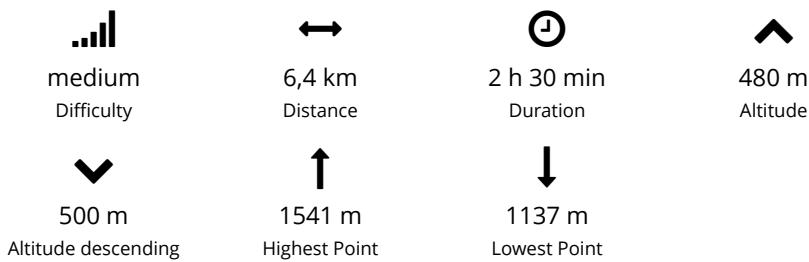 medium
Difficulty
6,4 km
Distance
2 h 30 min
Duration
480 m
Altitude
500 m
Altitude descending
1541 m
Highest Point
1137 m
Lowest Point